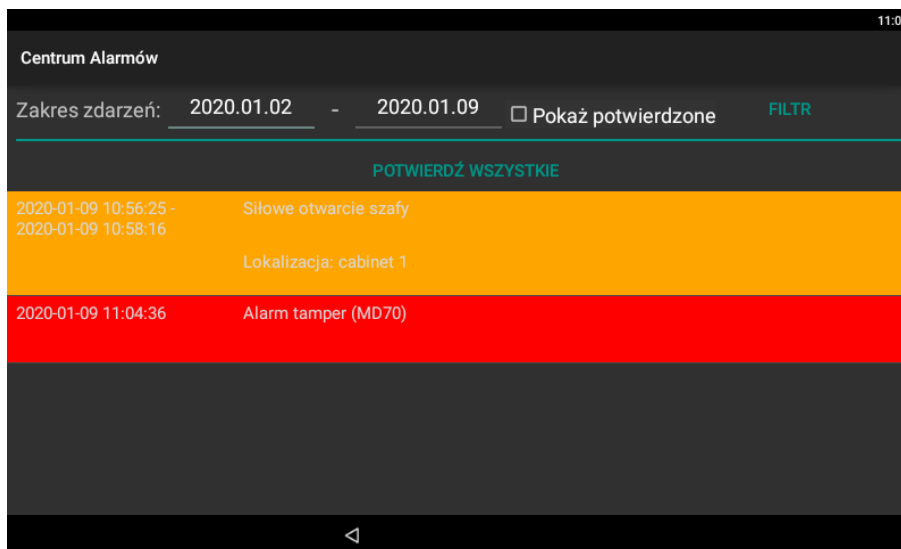 11:0
Centrum Alarmów
Zakres zdarzeń: 2020.01.02 - 2020.01.09 Pokaż potwierdzone FILTR
POTWIERDŹ WSZYSTKIE
2020-01-09 10:56:25 - Siłowe otwarcie szafy
2020-01-09 10:58:16
Lokalizacja: cabinet 1
2020-01-09 11:04:36 Alarm tamper (MD70)